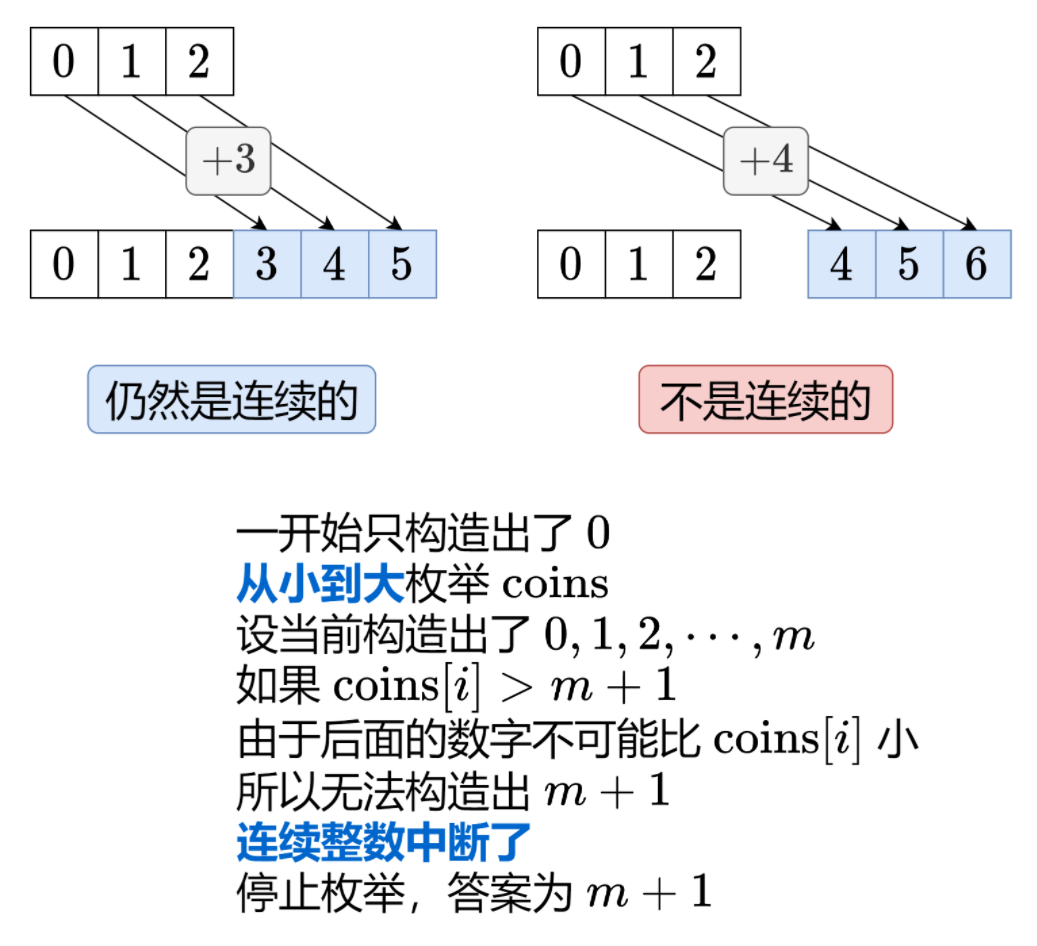 0 1 2 0 1 2
+3 +4
0 1 2 3 4 5 0 1 2 4 5 6
仍然是连续的 不是连续的
一开始只构造出了 0
从小到大枚举 coins
设当前构造出了 0, 1, 2, ⋯, m
如果 coins[i] > m + 1
由于后面的数字不可能比 coins[i] 小
所以无法构造出 m + 1
连续整数中断了
停止枚举，答案为 m + 1